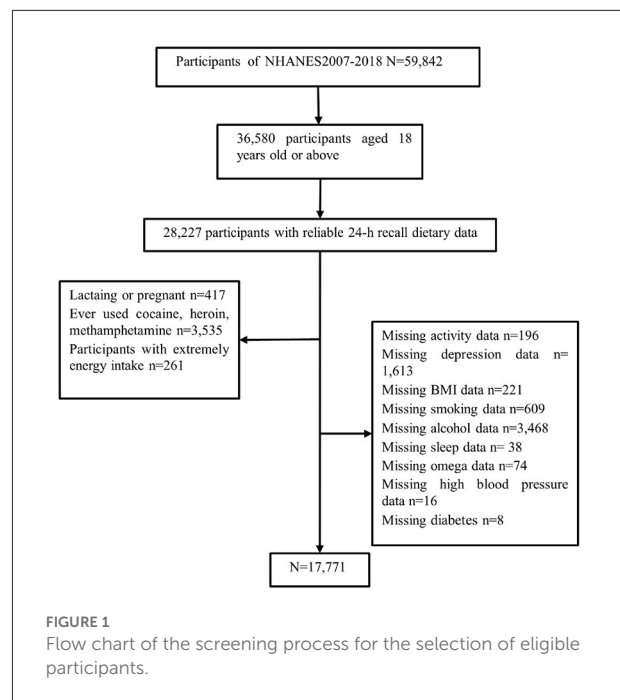 Participants of NHANES2007-2018 N=59,842
36,580 participants aged 18
years old or above
28,227 participants with reliable 24-h recall dietary data
Lactaing or pregnant n=417
Ever used cocaine, heroin,
methamphetamine n=3,535
Participants with extremely
energy intake n=261
Missing activity data n=196
Missing depression data n=
1,613
Missing BMI data n=221
Missing smoking data n=609
Missing alcohol data n=3,468
Missing sleep data n= 38
Missing omega data n=74
Missing high blood pressure
data n=16
Missing diabetes n=8
N=17,771
FIGURE 1
Flow chart of the screening process for the selection of eligible
participants.